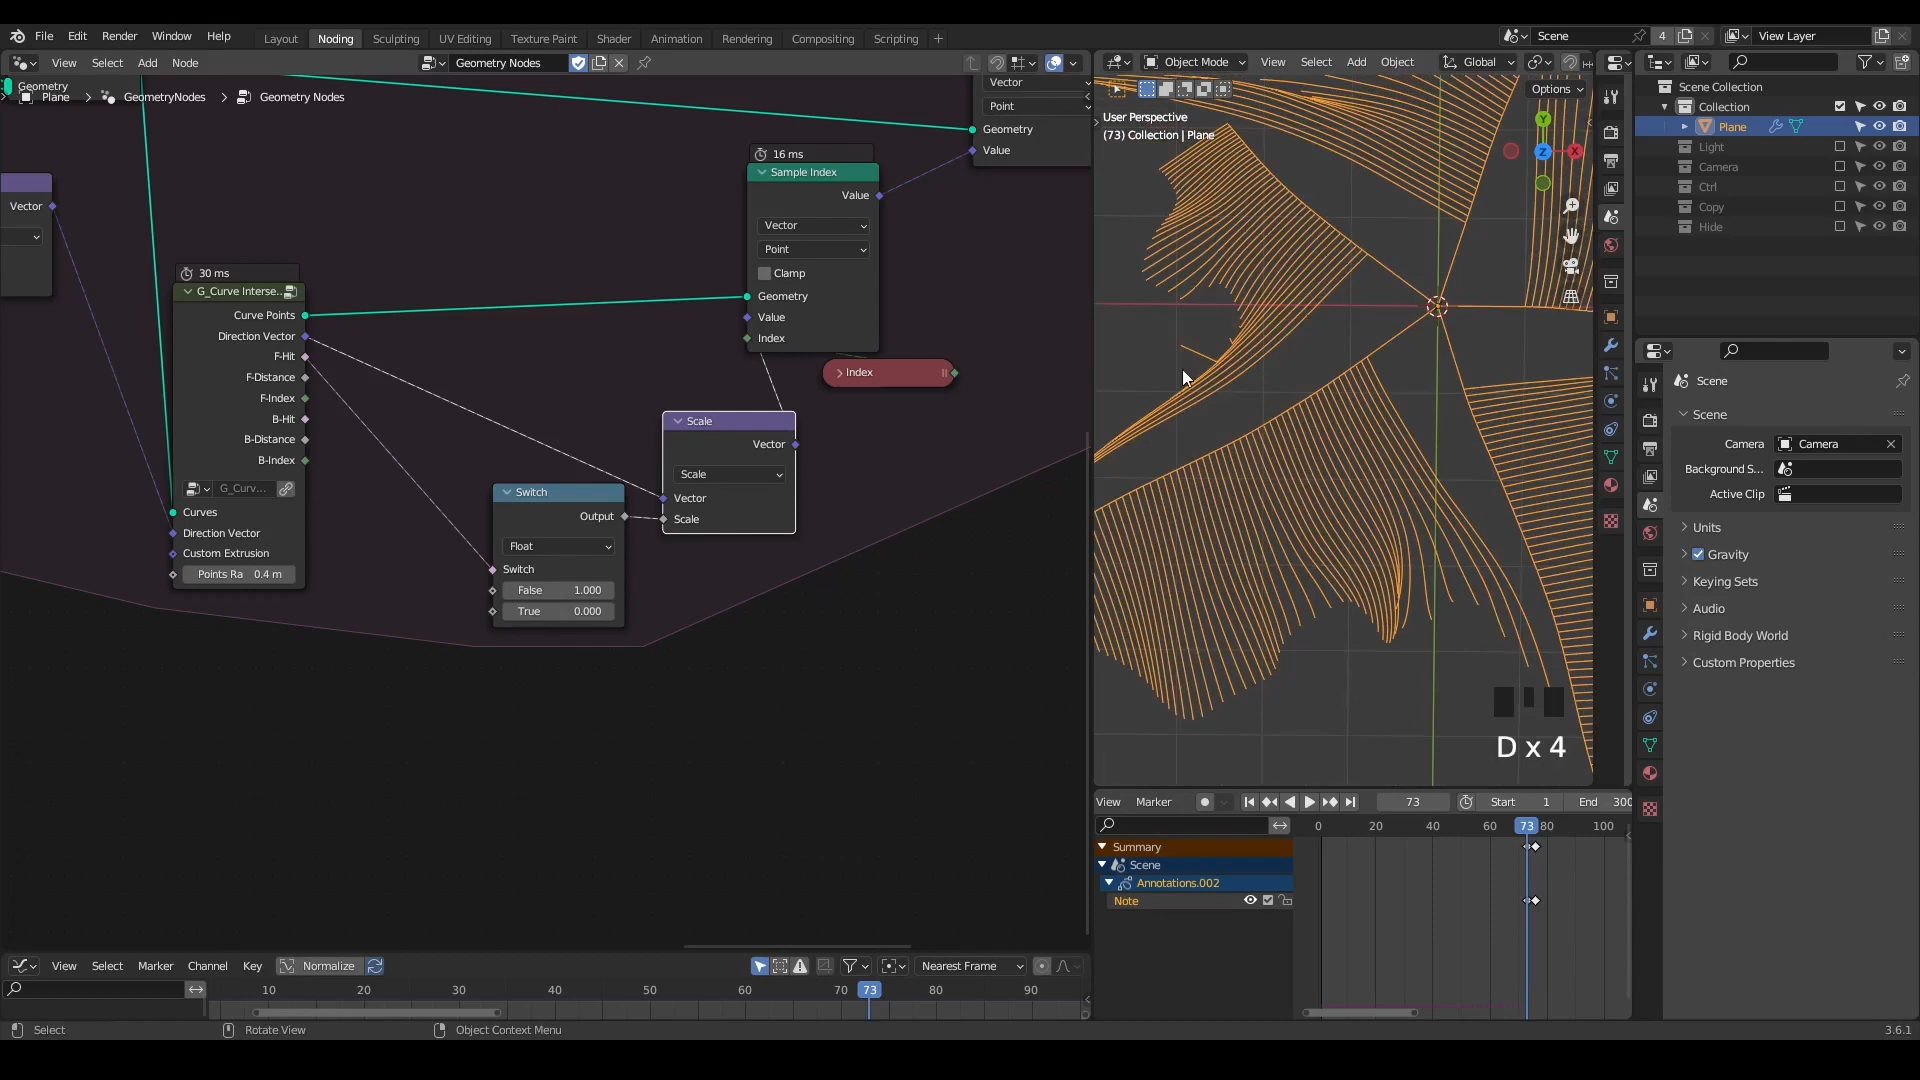 File Edit Render Window Help Layout Noding Sculpting UV Editing Texture Paint Shader Animation Rendering Compositing Scripting + Scene 4 View Layer
View Select Add Node Geometry Nodes Object Mode View Select Add Object Global
Geometry
Plane > GeometryNodes > Geometry Nodes
Vector
Point
Geometry
Value
16 ms
Sample Index
Value
Vector
Point
Clamp
Geometry
Value
Index
Index
Vector
30 ms
G_Curve Interse..
Curve Points
Direction Vector
F-Hit
F-Distance
F-Index
B-Hit
B-Distance
B-Index
G_Curv...
Curves
Direction Vector
Custom Extrusion
Points Ra 0.4 m
Scale
Vector
Scale
Vector
Scale
Switch
Output
Float
Switch
False 1.000
True 0.000
Options
User Perspective
(73) Collection | Plane
Y
Z
X
D x 4
Scene Collection
Collection
Plane
Light
Camera
Ctrl
Copy
Hide
Scene
Scene
Camera Camera
Background S...
Active Clip
Units
Gravity
Keying Sets
Audio
Rigid Body World
Custom Properties
View Marker 73 Start 1 End 300
0 20 40 60 73 80 100
Summary
Scene
Annotations.002
Note
View Select Marker Channel Key Normalize Nearest Frame
10 20 30 40 50 60 70 73 80 90
Select Rotate View Object Context Menu 3.6.1